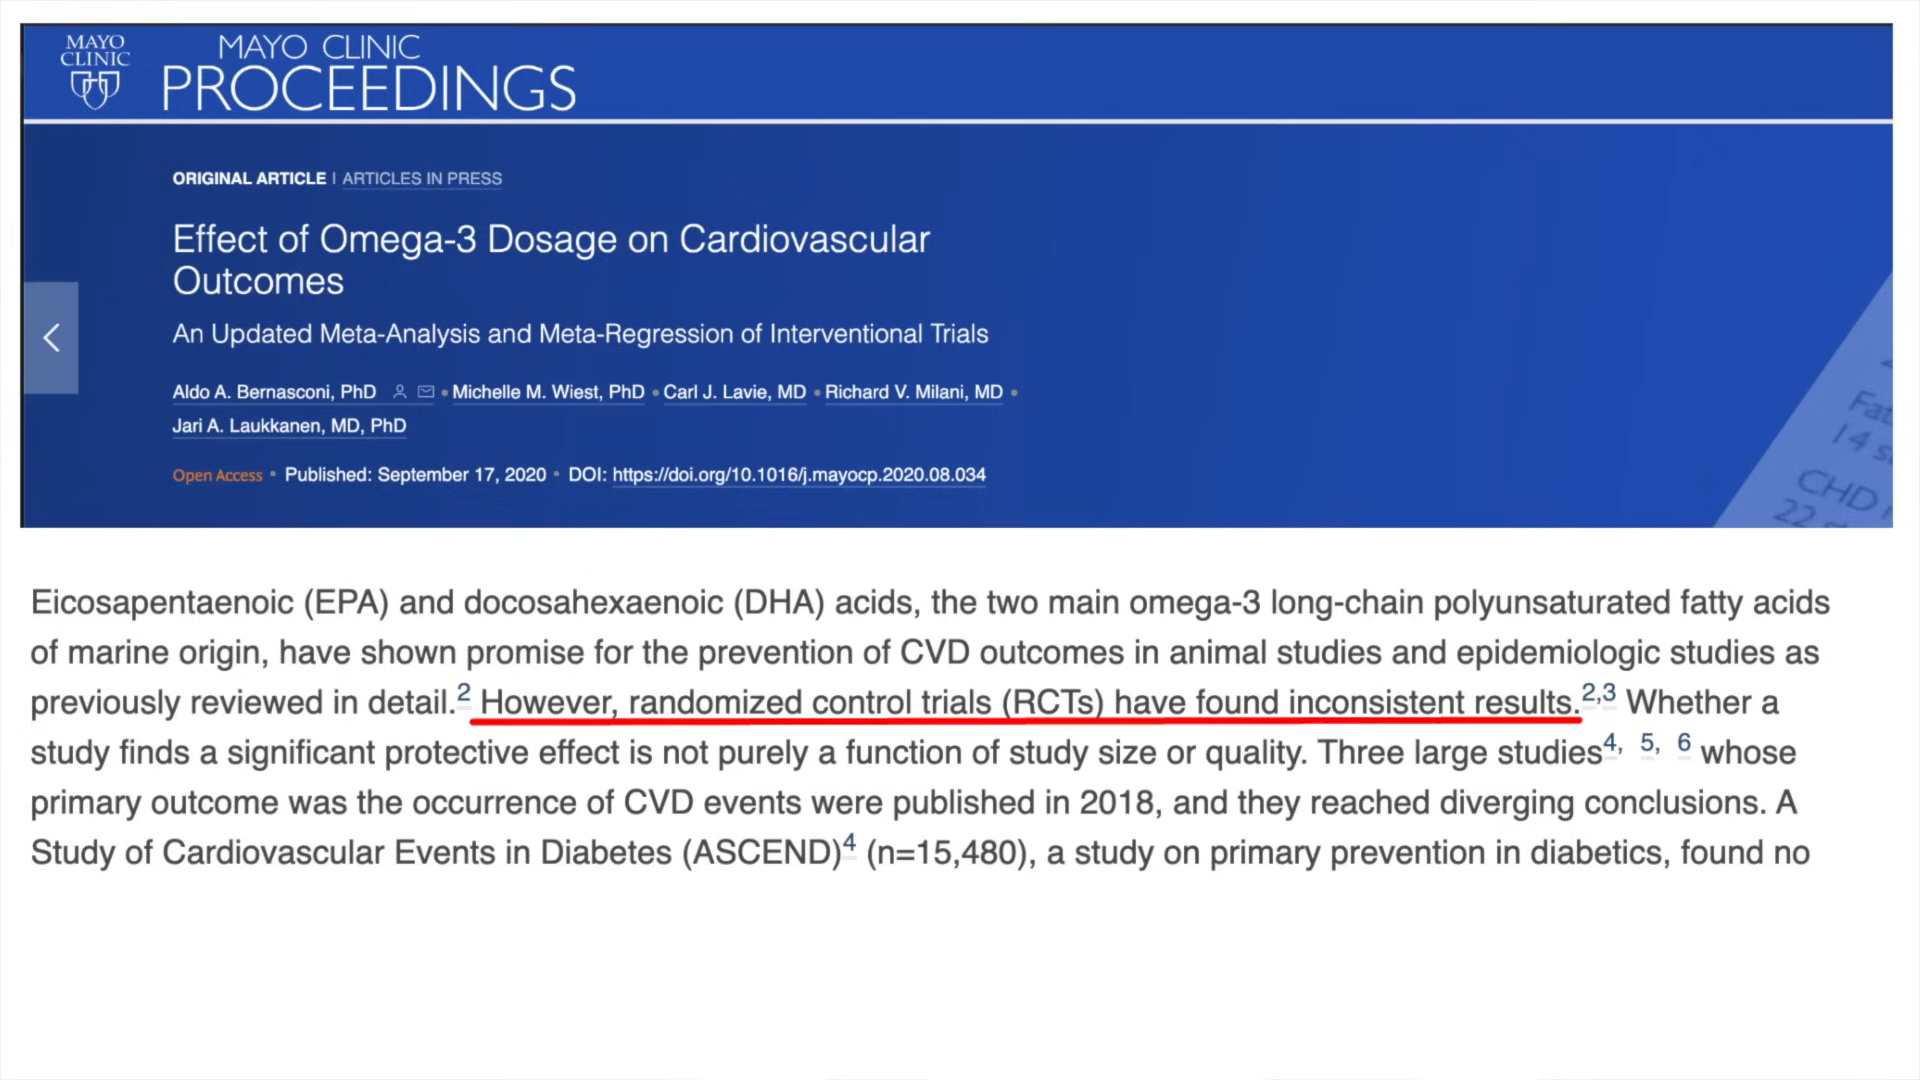 MAYO
CLINIC
MAYO CLINIC
PROCEEDINGS
ORIGINAL ARTICLE | ARTICLES IN PRESS
Effect of Omega-3 Dosage on Cardiovascular
Outcomes
An Updated Meta-Analysis and Meta-Regression of Interventional Trials
Aldo A. Bernasconi, PhD • Michelle M. Wiest, PhD • Carl J. Lavie, MD • Richard V. Milani, MD •
Jari A. Laukkanen, MD, PhD
Open Access • Published: September 17, 2020 • DOI: https://doi.org/10.1016/j.mayocp.2020.08.034
CHD
22
Eicosapentaenoic (EPA) and docosahexaenoic (DHA) acids, the two main omega-3 long-chain polyunsaturated fatty acids
of marine origin, have shown promise for the prevention of CVD outcomes in animal studies and epidemiologic studies as
previously reviewed in detail.2 However, randomized control trials (RCTs) have found inconsistent results.2,3 Whether a
study finds a significant protective effect is not purely a function of study size or quality. Three large studies4, 5, 6 whose
primary outcome was the occurrence of CVD events were published in 2018, and they reached diverging conclusions. A
Study of Cardiovascular Events in Diabetes (ASCEND)4 (n=15,480), a study on primary prevention in diabetics, found no